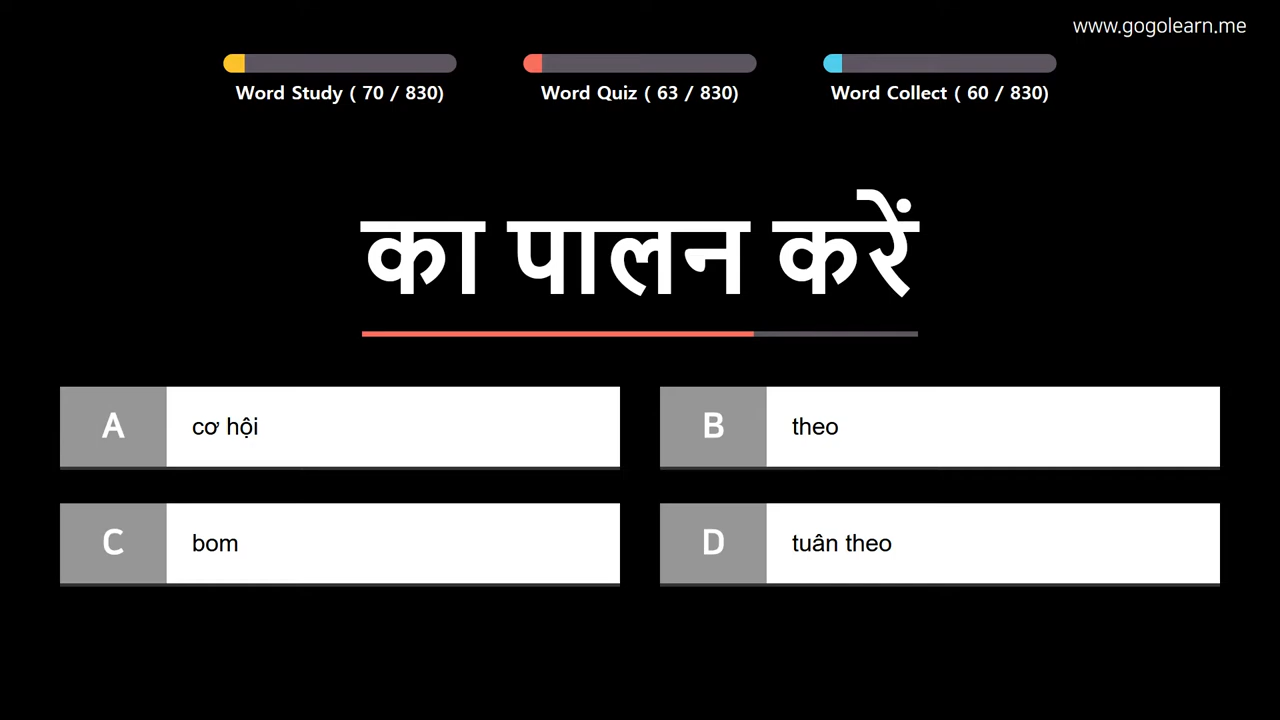 www.gogolearn.me
Word Study ( 70 / 830)
Word Quiz ( 63 / 830)
Word Collect ( 60 / 830)
का पालन करें
A
cơ hội
B
theo
C
bom
D
tuân theo